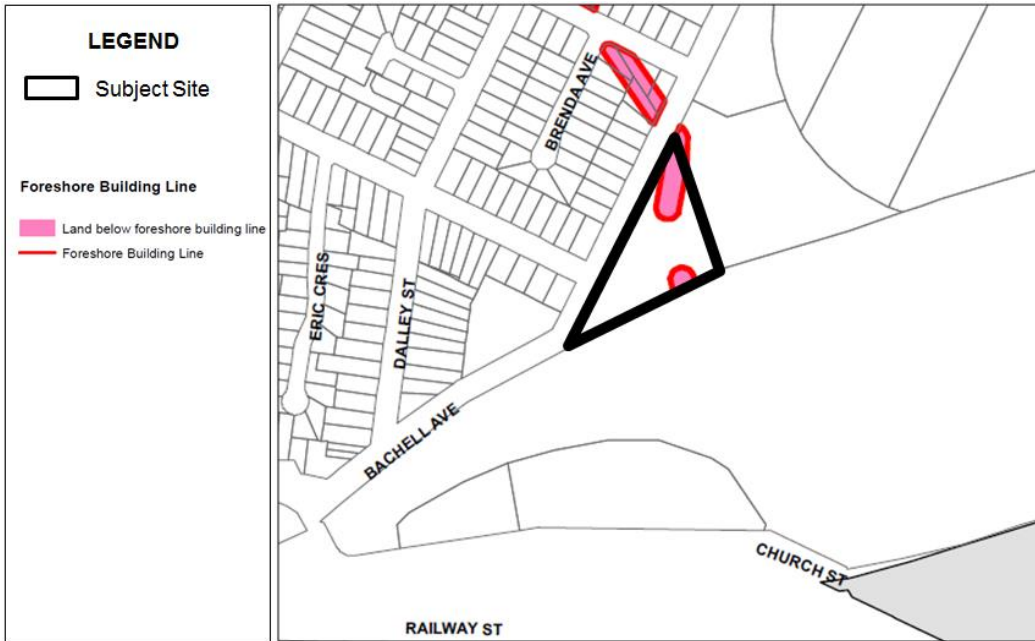 LEGEND
Subject Site
Foreshore Building Line
Land below foreshore building line
Foreshore Building Line
BRENDA AVE
ERIC CRES
DALLEY ST
BACHELL AVE
CHURCH ST
RAILWAY ST